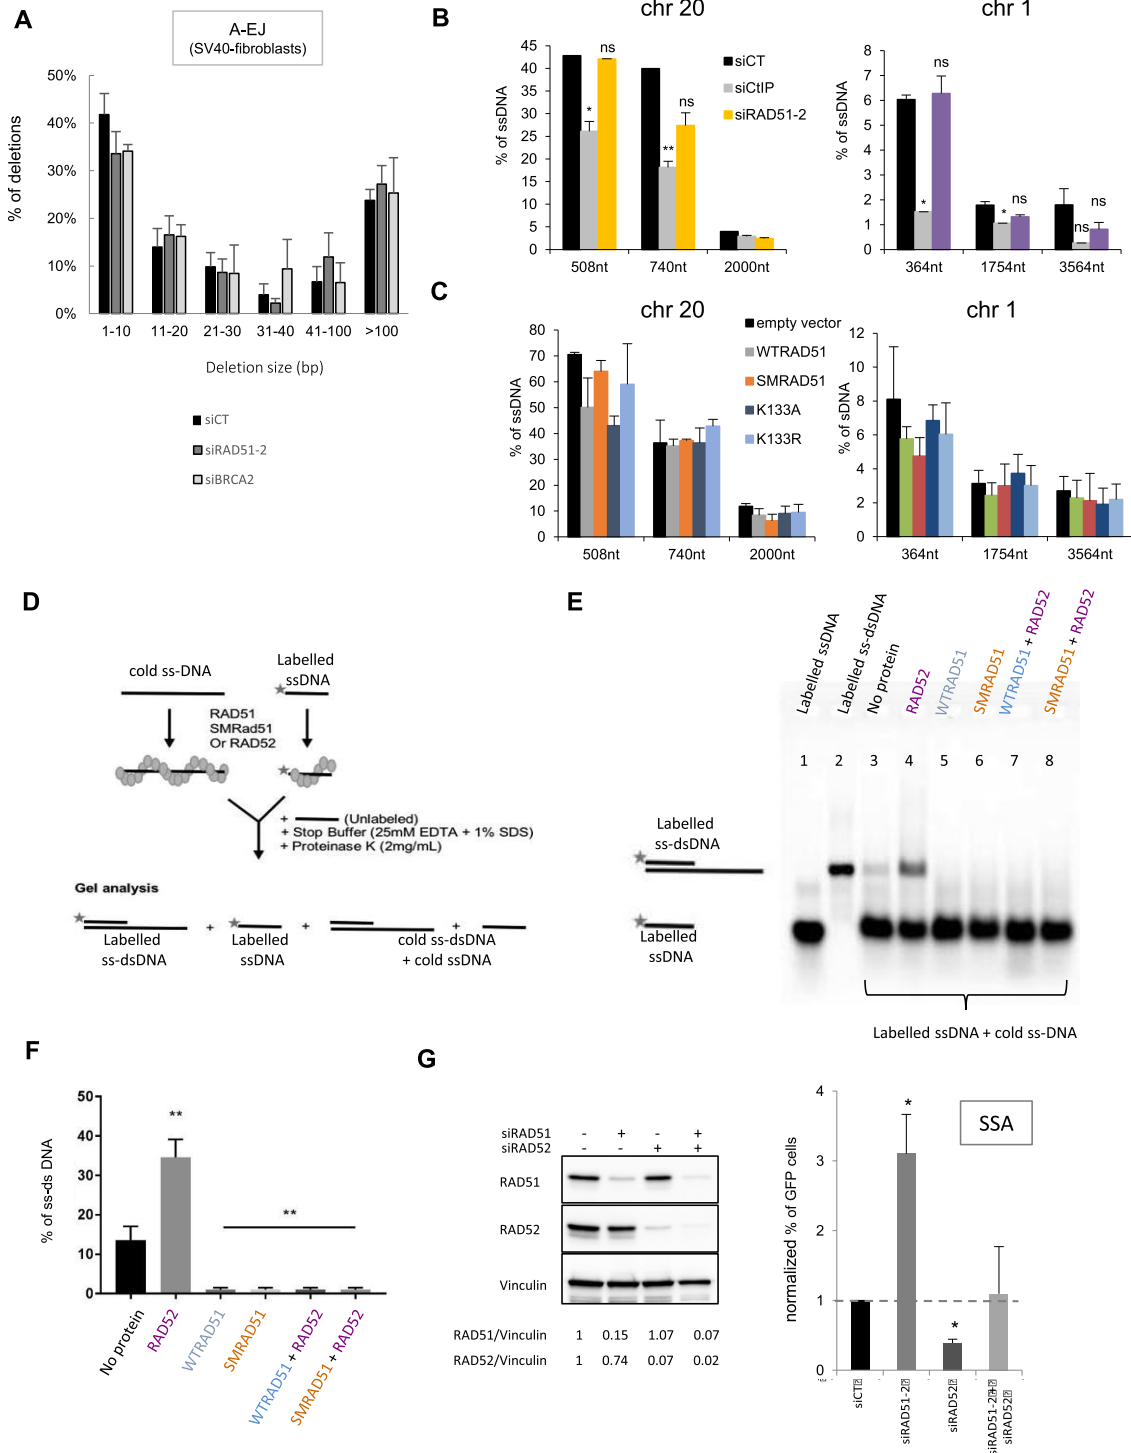 A
A-EJ
(SV40-fibroblasts)
50%
40%
30%
20%
10%
0%
% of deletions
1-10 11-20 21-30 31-40 41-100 >100
Deletion size (bp)
siCT
siRAD51-2
siBRCA2
B
chr 20
45
40
35
30
25
20
15
10
5
0
% of ssDNA
* ns
** ns
508nt 740nt 2000nt
siCT
siCtIP
siRAD51-2
chr 1
8
7
6
5
4
3
2
1
0
% of ssDNA
* ns
* ns
ns ns
364nt 1754nt 3564nt
C
chr 20
80
70
60
50
40
30
20
10
0
% of ssDNA
508nt 740nt 2000nt
empty vector
WTRAD51
SMRAD51
K133A
K133R
chr 1
12
10
8
6
4
2
0
% of sDNA
364nt 1754nt 3564nt
D
cold ss-DNA
Labelled
ssDNA
RAD51
SMRad51
Or RAD52
+ (Unlabeled)
+ Stop Buffer (25mM EDTA + 1% SDS)
+ Proteinase K (2mg/mL)
Gel analysis
+ + +
Labelled
ss-dsDNA
Labelled
ssDNA
cold ss-dsDNA
+ cold ssDNA
E
Labelled ssDNA
Labelled ss-dsDNA
No protein
RAD52
WTRAD51
SMRAD51
WTRAD51 + RAD52
SMRAD51 + RAD52
1 2 3 4 5 6 7 8
Labelled
ss-dsDNA
Labelled
ssDNA
Labelled ssDNA + cold ss-DNA
F
50
40
30
20
10
0
% of ss-ds DNA
**
**
No protein
RAD52
WTRAD51
SMRAD51
WTRAD51 + RAD52
SMRAD51 + RAD52
G
siRAD51 - + - +
siRAD52 - - + +
RAD51
RAD52
Vinculin
RAD51/Vinculin 1 0.15 1.07 0.07
RAD52/Vinculin 1 0.74 0.07 0.02
SSA
4
3
2
1
0
normalized % of GFP cells
*
*
siCT
siRAD51-2
siRAD52
siRAD51-2+
siRAD52